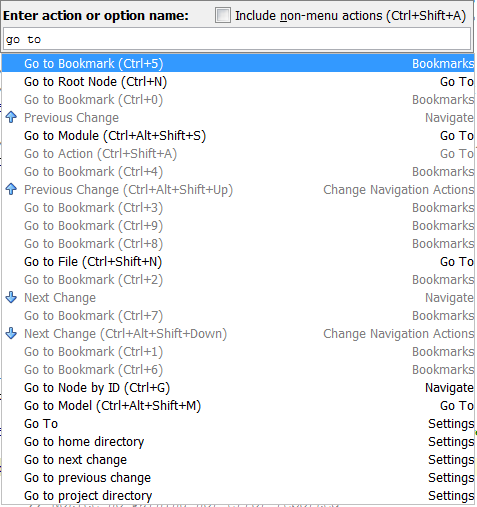 Enter action or option name: Include non-menu actions (Ctrl+Shift+A)
go to
Go to Bookmark (Ctrl+5) Bookmarks
Go to Root Node (Ctrl+N) Go To
Go to Bookmark (Ctrl+0) Bookmarks
Previous Change Navigate
Go to Module (Ctrl+Alt+Shift+S) Go To
Go to Action (Ctrl+Shift+A) Go To
Go to Bookmark (Ctrl+4) Bookmarks
Previous Change (Ctrl+Alt+Shift+Up) Change Navigation Actions
Go to Bookmark (Ctrl+3) Bookmarks
Go to Bookmark (Ctrl+9) Bookmarks
Go to Bookmark (Ctrl+8) Bookmarks
Go to File (Ctrl+Shift+N) Go To
Go to Bookmark (Ctrl+2) Bookmarks
Next Change Navigate
Go to Bookmark (Ctrl+7) Bookmarks
Next Change (Ctrl+Alt+Shift+Down) Change Navigation Actions
Go to Bookmark (Ctrl+1) Bookmarks
Go to Bookmark (Ctrl+6) Bookmarks
Go to Node by ID (Ctrl+G) Navigate
Go to Model (Ctrl+Alt+Shift+M) Go To
Go To Settings
Go to home directory Settings
Go to next change Settings
Go to previous change Settings
Go to project directory Settings